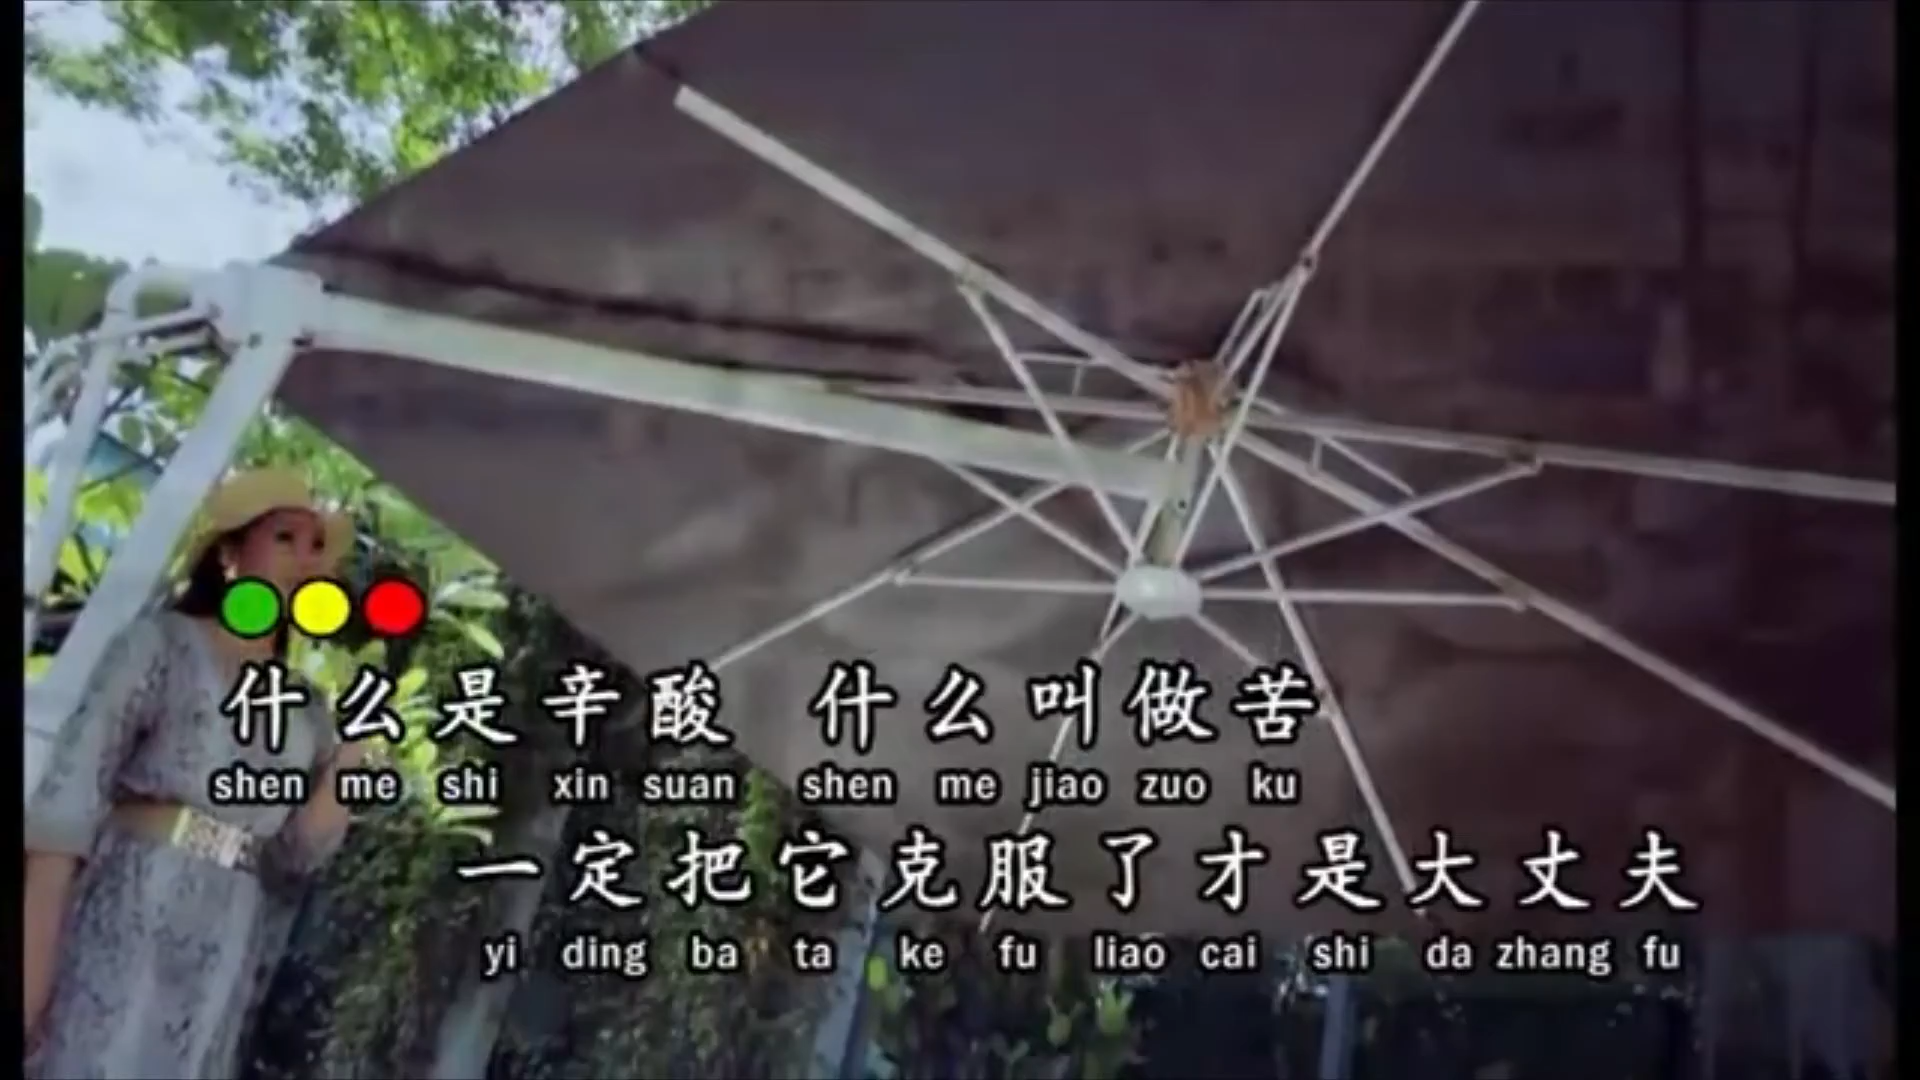 什么是辛酸 什么叫做苦
shen me shi xin suan shen me jiao zuo ku
一定把它克服了才是大丈夫
yi ding ba ta ke fu liao cai shi da zhang fu